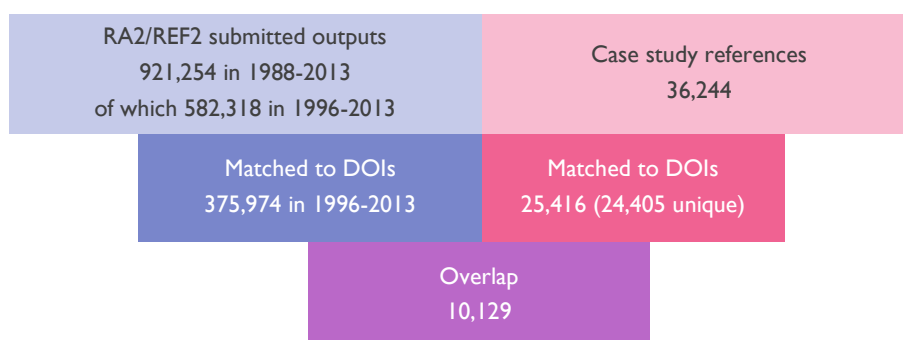 RA2/REF2 submitted outputs
921,254 in 1988-2013
of which 582,318 in 1996-2013
Case study references
36,244
Matched to DOIs
375,974 in 1996-2013
Matched to DOIs
25,416 (24,405 unique)
Overlap
10,129